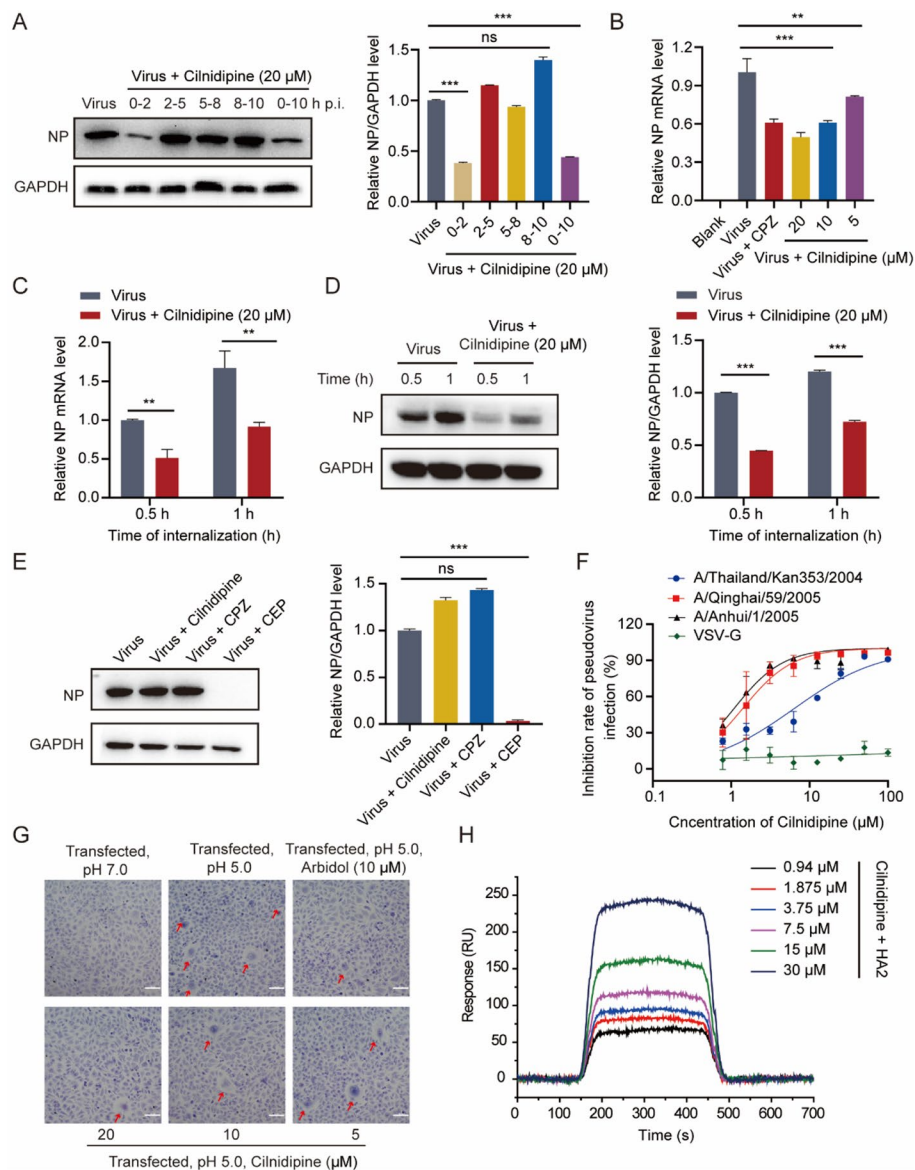 A
Virus + Cilnidipine (20 μM)
Virus 0-2 2-5 5-8 8-10 0-10 h p.i.
NP
GAPDH
Relative NP/GAPDH level
1.5
1.0
0.5
0.0
***
ns
***
Virus
0-2
2-5
5-8
8-10
0-10
Virus + Cilnidipine (20 μM)
B
Relative NP mRNA level
1.2
0.9
0.6
0.3
0.0
**
***
Blank
Virus
Virus + CPZ
20
10
5
Virus + Cilnidipine (μM)
C
Virus
Virus + Cilnidipine (20 μM)
Relative NP mRNA level
2.0
1.5
1.0
0.5
0.0
**
**
0.5 h 1 h
Time of internalization (h)
D
Virus +
Virus Cilnidipine (20 μM)
Time (h) 0.5 1 0.5 1
NP
GAPDH
Virus
Virus + Cilnidipine (20 μM)
Relative NP/GAPDH level
1.5
1.0
0.5
0.0
***
***
0.5 h 1 h
Time of internalization (h)
E
Virus
Virus + Cilnidipine
Virus + CPZ
Virus + CEP
NP
GAPDH
Relative NP/GAPDH level
1.5
1.0
0.5
0.0
***
ns
Virus
Virus + Cilnidipine
Virus + CPZ
Virus + CEP
F
A/Thailand/Kan353/2004
A/Qinghai/59/2005
A/Anhui/1/2005
VSV-G
Inhibition rate of pseudovirus
infection (%)
120
90
60
30
0
0.1 1 10 100
Cncentration of Cilnidipine (μM)
G
Transfected,
pH 7.0
Transfected,
pH 5.0
Transfected, pH 5.0,
Arbidol (10 μM)
20 10 5
Transfected, pH 5.0, Cilnidipine (μM)
H
Response (RU)
250
200
150
100
50
0
0 100 200 300 400 500 600 700
Time (s)
0.94 μM
1.875 μM
3.75 μM
7.5 μM
15 μM
30 μM
Cilnidipine + HA2